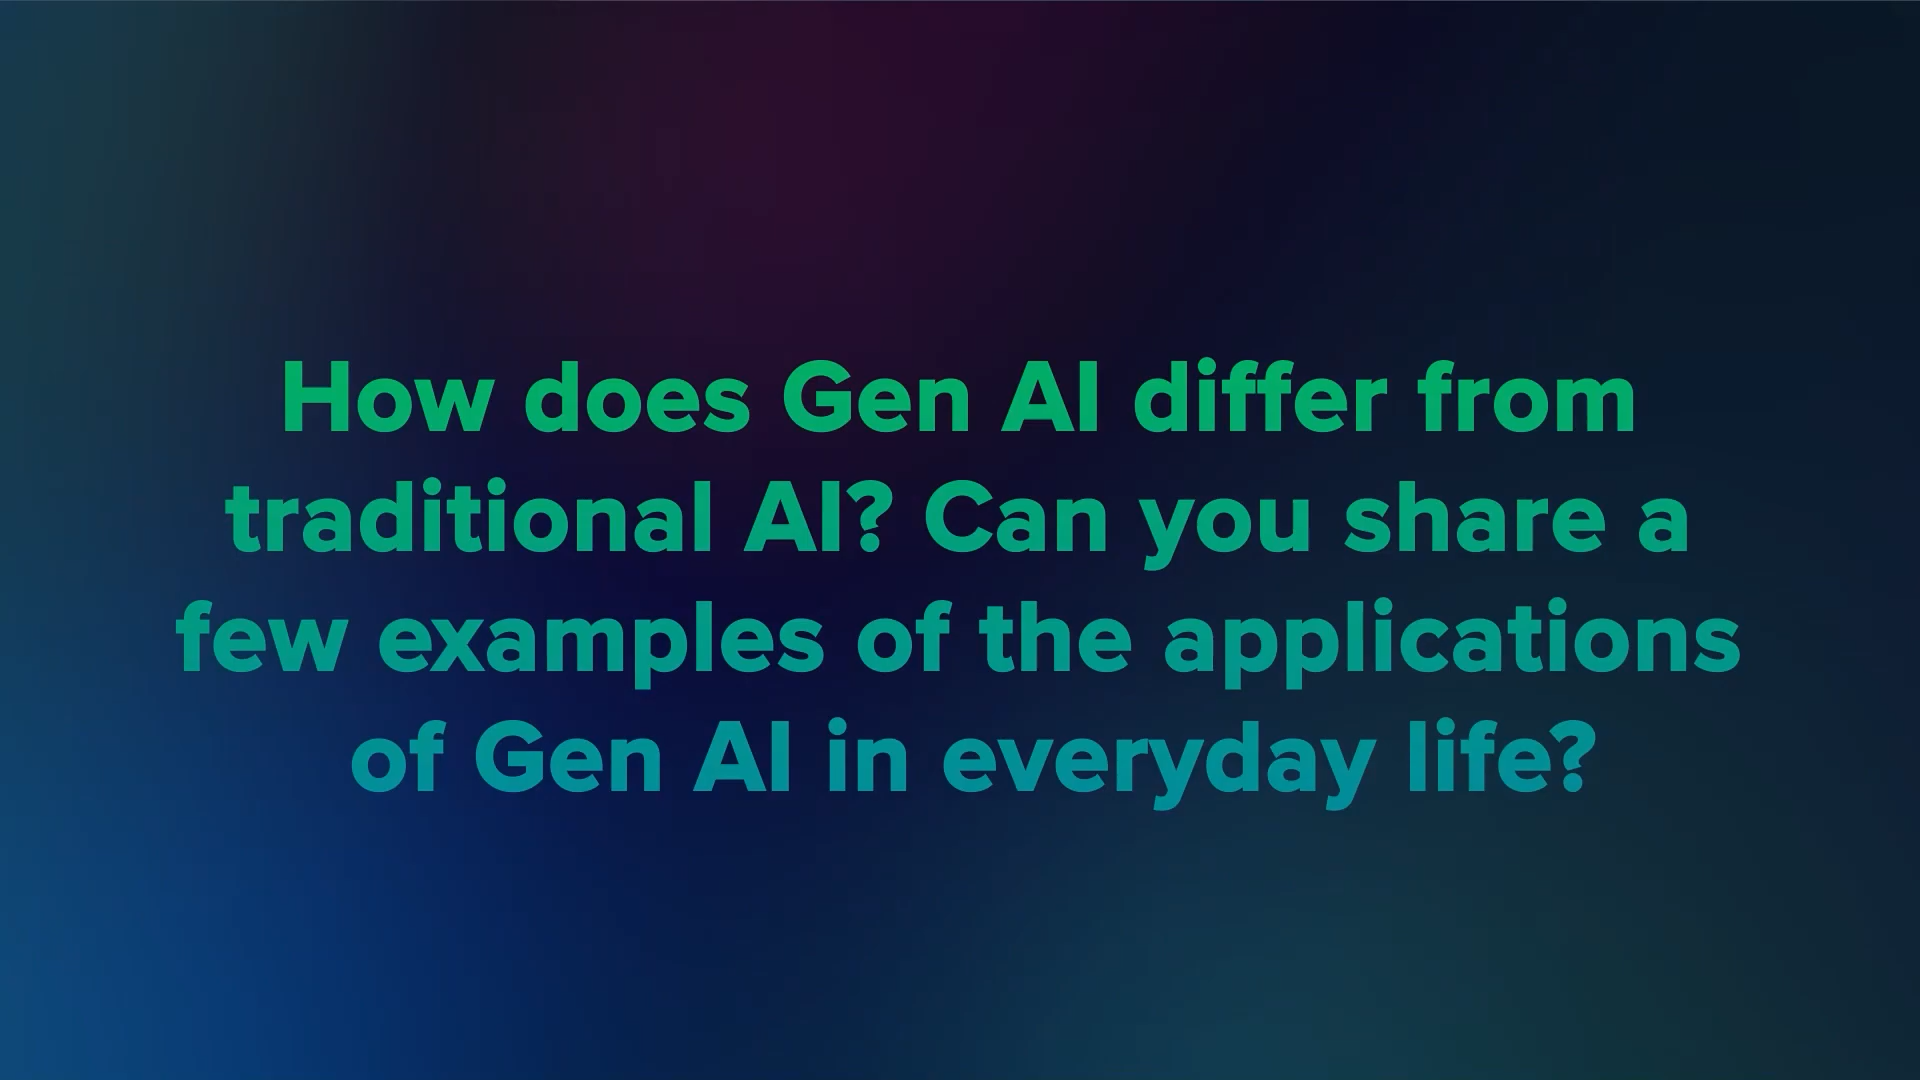 How does Gen AI differ from
traditional AI? Can you share a
few examples of the applications
of Gen AI in everyday life?